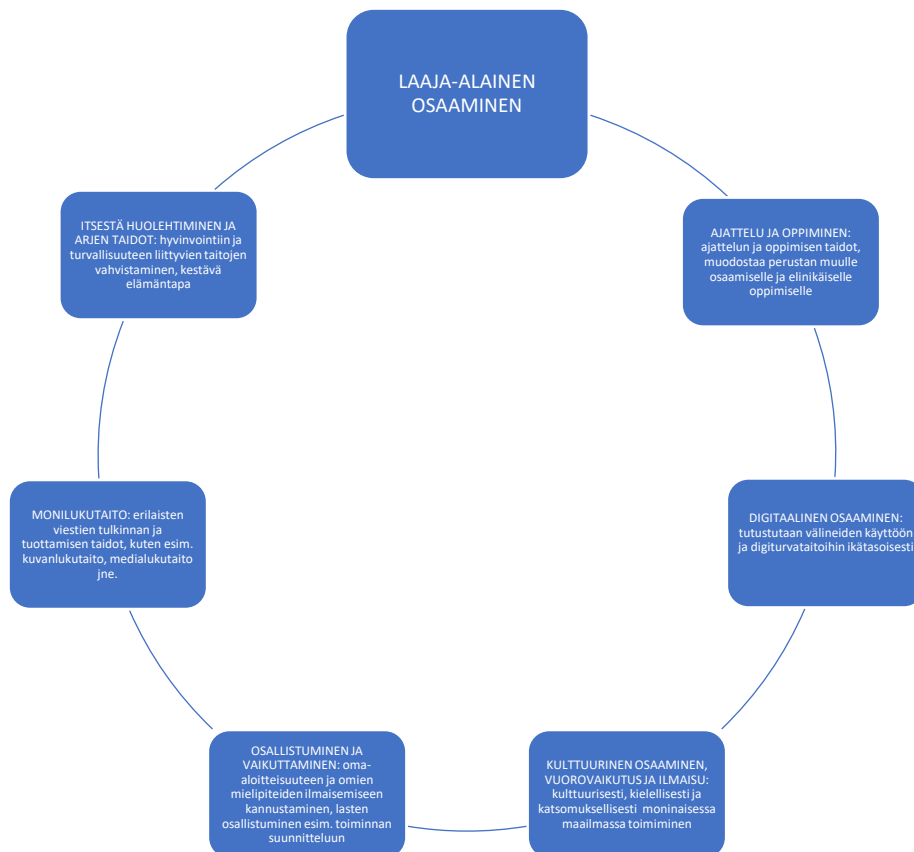 LAAJA-ALAINEN
OSAAMINEN
AJATTELU JA OPPIMINEN:
ajattelun ja oppimisen taidot,
muodostaa perustan muulle
osaamiselle ja elinikäiselle
oppimiselle
DIGITAALINEN OSAAMINEN:
tutustutaan välineiden käyttöön
ja digiturvataitoihin ikätasoisesti
KULTTUURINEN OSAAMINEN,
VUOROVAIKUTUS JA ILMAISU:
kulttuurisesti, kielellisesti ja
katsomuksellisesti moninaisessa
maailmassa toimiminen
OSALLISTUMINEN JA
VAIKUTTAMINEN: oma-
aloitteisuuteen ja omien
mielipiteiden ilmaisemiseen
kannustaminen, lasten
osallistuminen esim. toiminnan
suunnitteluun
MONILUKUTAITO: erilaisten
viestien tulkinnan ja
tuottamisen taidot, kuten esim.
kuvanlukutaito, medialukutaito
jne.
ITSESTÄ HUOLEHTIMINEN JA
ARJEN TAIDOT: hyvinvointiin ja
turvallisuuteen liittyvien taitojen
vahvistaminen, kestävä
elämäntapa